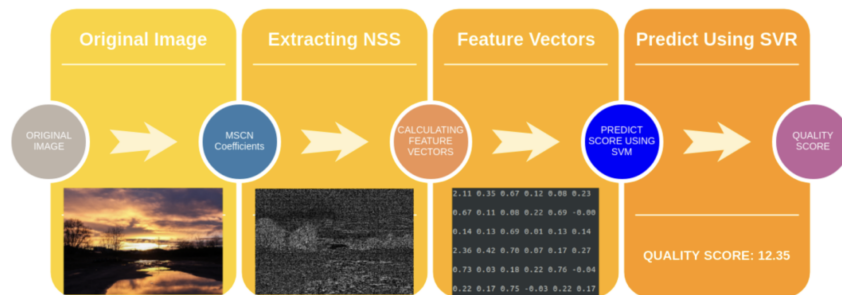 Original Image
Extracting NSS
Feature Vectors
Predict Using SVR
ORIGINAL
IMAGE
MSCN
Coefficients
CALCULATING
FEATURE
VECTORS
PREDICT
SCORE USING
SVM
QUALITY
SCORE
2.11 0.35 0.67 0.12 0.08 0.23
0.67 0.11 0.08 0.22 0.69 -0.00
0.14 0.13 0.69 0.01 0.13 0.14
2.36 0.42 0.70 0.07 0.17 0.27
0.73 0.03 0.18 0.22 0.76 -0.04
0.22 0.17 0.75 -0.03 0.22 0.17
QUALITY SCORE: 12.35